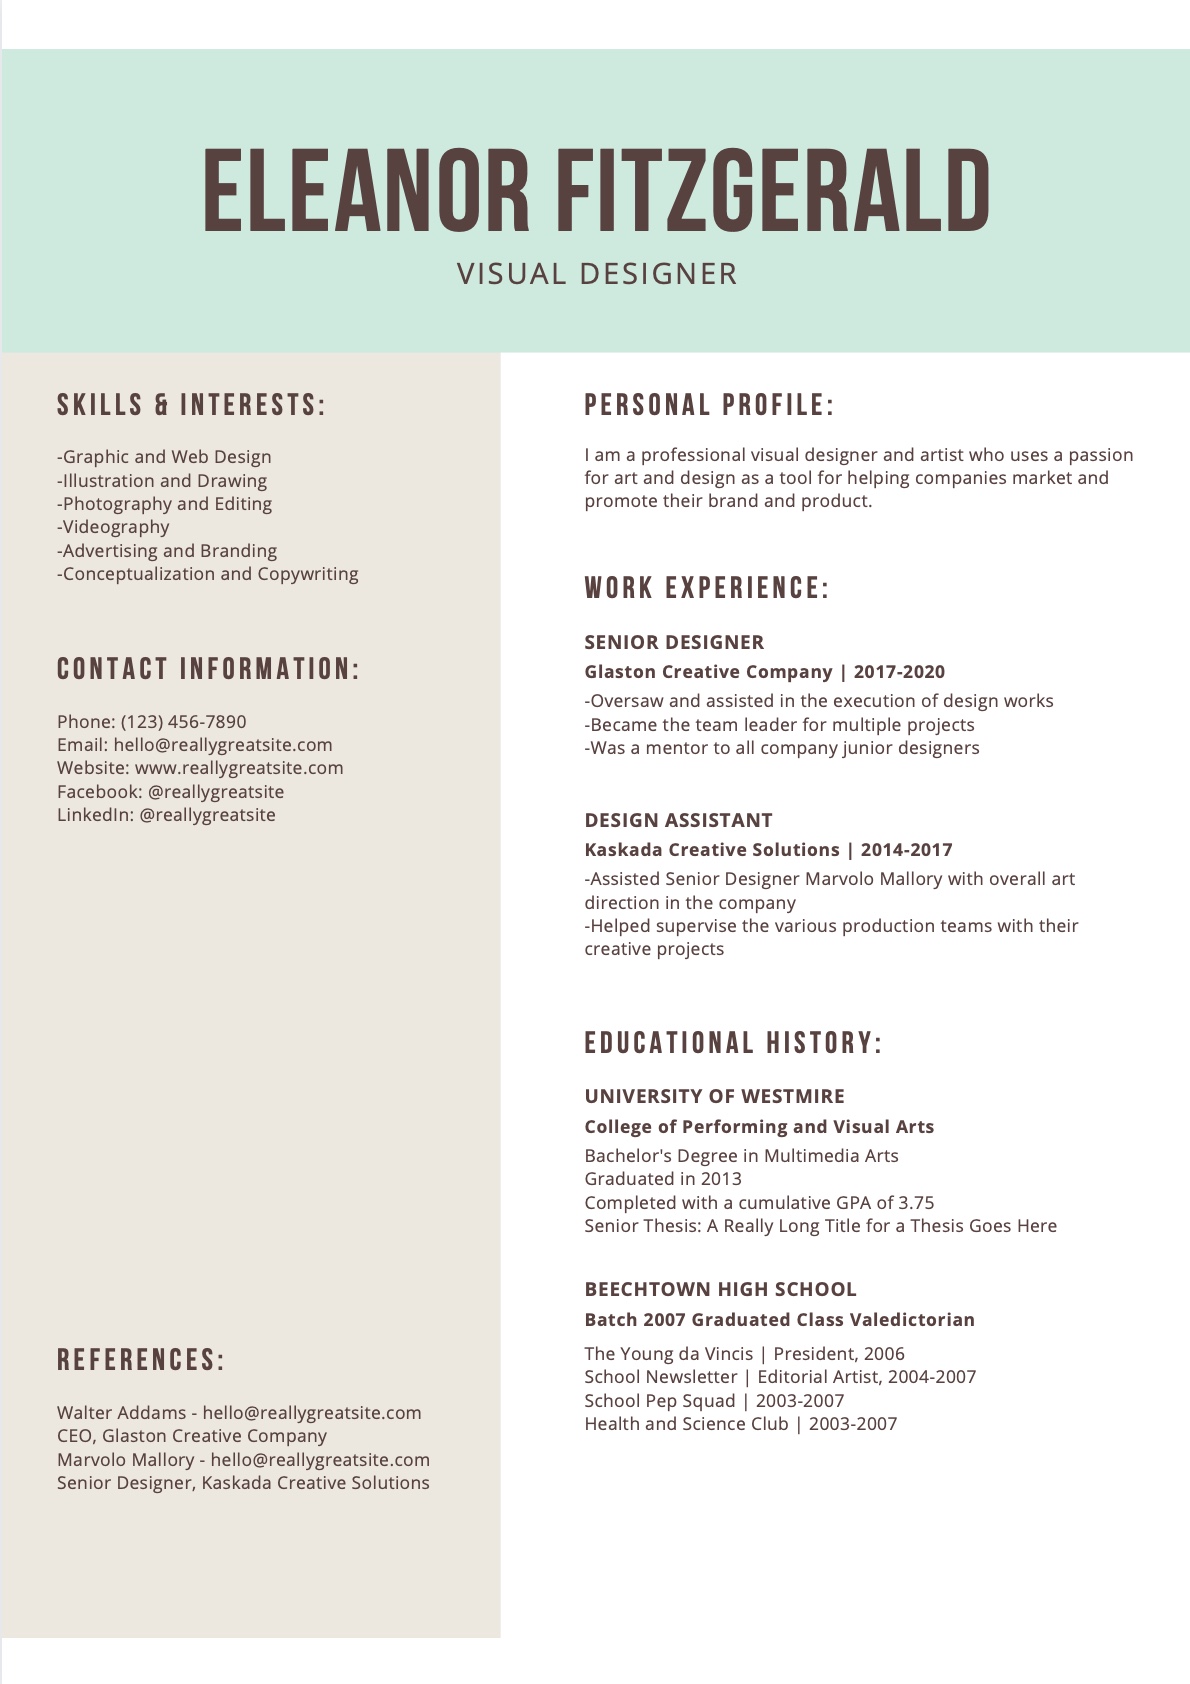 ELEANOR FITZGERALD
VISUAL DESIGNER
SKILLS & INTERESTS:
-Graphic and Web Design
-Illustration and Drawing
-Photography and Editing
-Videography
-Advertising and Branding
-Conceptualization and Copywriting
CONTACT INFORMATION:
Phone: (123) 456-7890
Email: hello@reallygreatsite.com
Website: www.reallygreatsite.com
Facebook: @reallygreatsite
LinkedIn: @reallygreatsite
REFERENCES:
Walter Addams - hello@reallygreatsite.com
CEO, Glaston Creative Company
Marvolo Mallory - hello@reallygreatsite.com
Senior Designer, Kaskada Creative Solutions
PERSONAL PROFILE:
I am a professional visual designer and artist who uses a passion
for art and design as a tool for helping companies market and
promote their brand and product.
WORK EXPERIENCE:
SENIOR DESIGNER
Glaston Creative Company | 2017-2020
-Oversaw and assisted in the execution of design works
-Became the team leader for multiple projects
-Was a mentor to all company junior designers
DESIGN ASSISTANT
Kaskada Creative Solutions | 2014-2017
-Assisted Senior Designer Marvolo Mallory with overall art
direction in the company
-Helped supervise the various production teams with their
creative projects
EDUCATIONAL HISTORY:
UNIVERSITY OF WESTMIRE
College of Performing and Visual Arts
Bachelor's Degree in Multimedia Arts
Graduated in 2013
Completed with a cumulative GPA of 3.75
Senior Thesis: A Really Long Title for a Thesis Goes Here
BEECHTOWN HIGH SCHOOL
Batch 2007 Graduated Class Valedictorian
The Young da Vincis | President, 2006
School Newsletter | Editorial Artist, 2004-2007
School Pep Squad | 2003-2007
Health and Science Club | 2003-2007